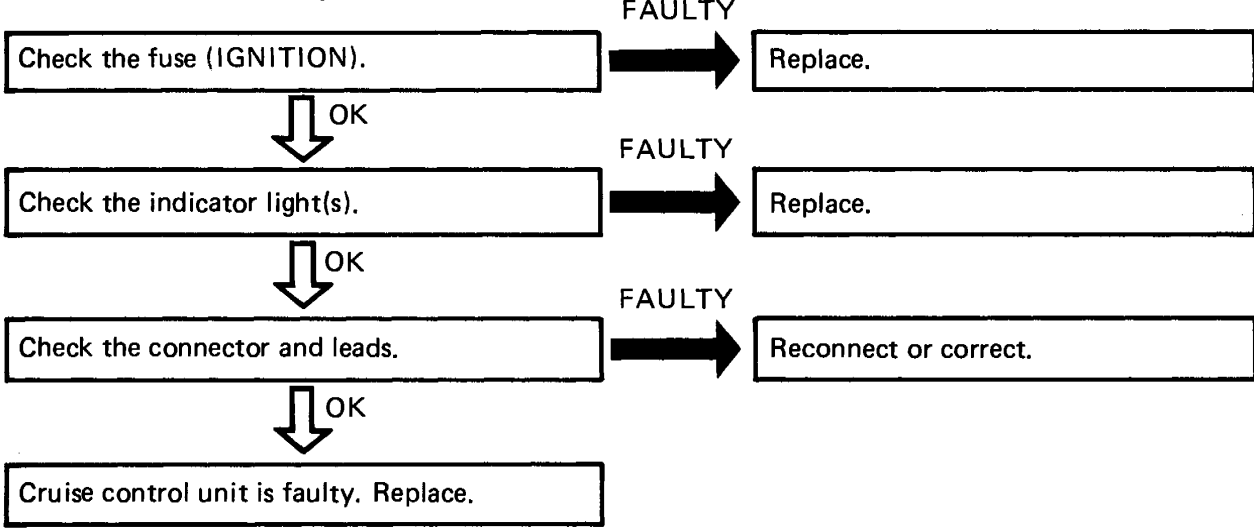 FAULTY
Check the fuse (IGNITION).
Replace.
OK
FAULTY
Check the indicator light(s).
Replace.
OK
FAULTY
Check the connector and leads.
Reconnect or correct.
OK
Cruise control unit is faulty. Replace.